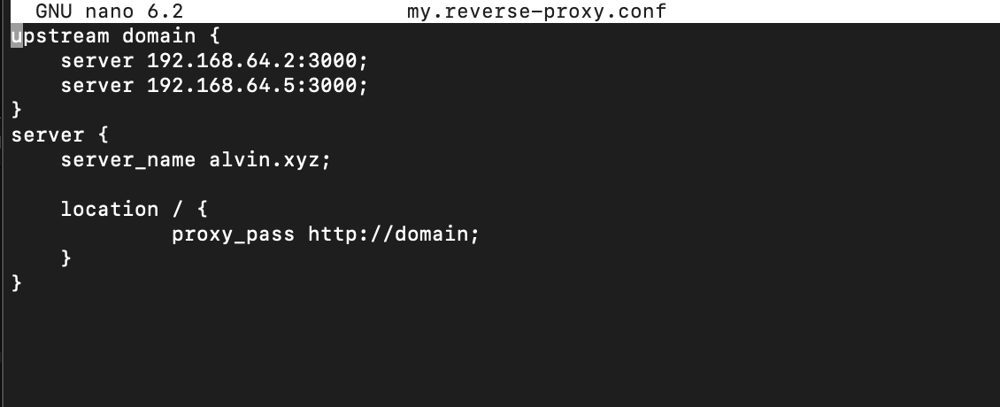 GNU nano 6.2 my.reverse-proxy.conf
upstream domain {
    server 192.168.64.2:3000;
    server 192.168.64.5:3000;
}
server {
    server_name alvin.xyz;

    location / {
             proxy_pass http://domain;
    }
}